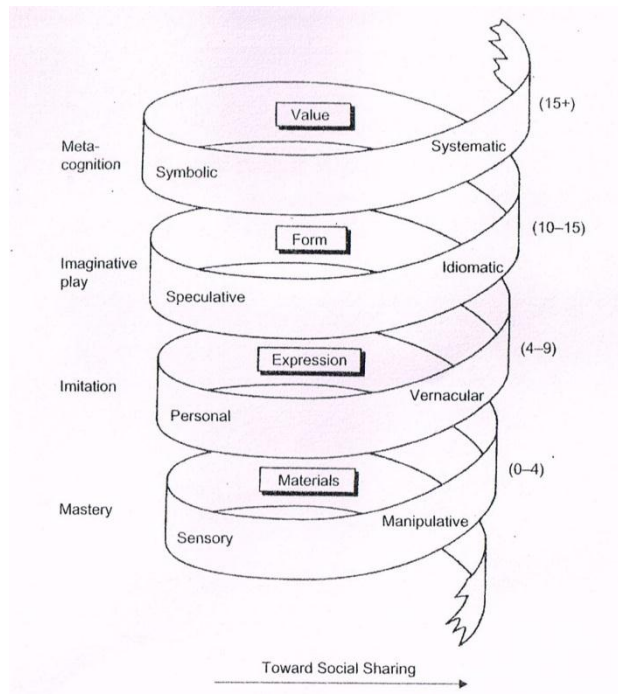 Value
(15+)
Meta-
cognition
Systematic
Symbolic
Form
(10–15)
Imaginative
play
Idiomatic
Speculative
Expression
(4–9)
Imitation
Vernacular
Personal
Materials
(0–4)
Mastery
Manipulative
Sensory
Toward Social Sharing